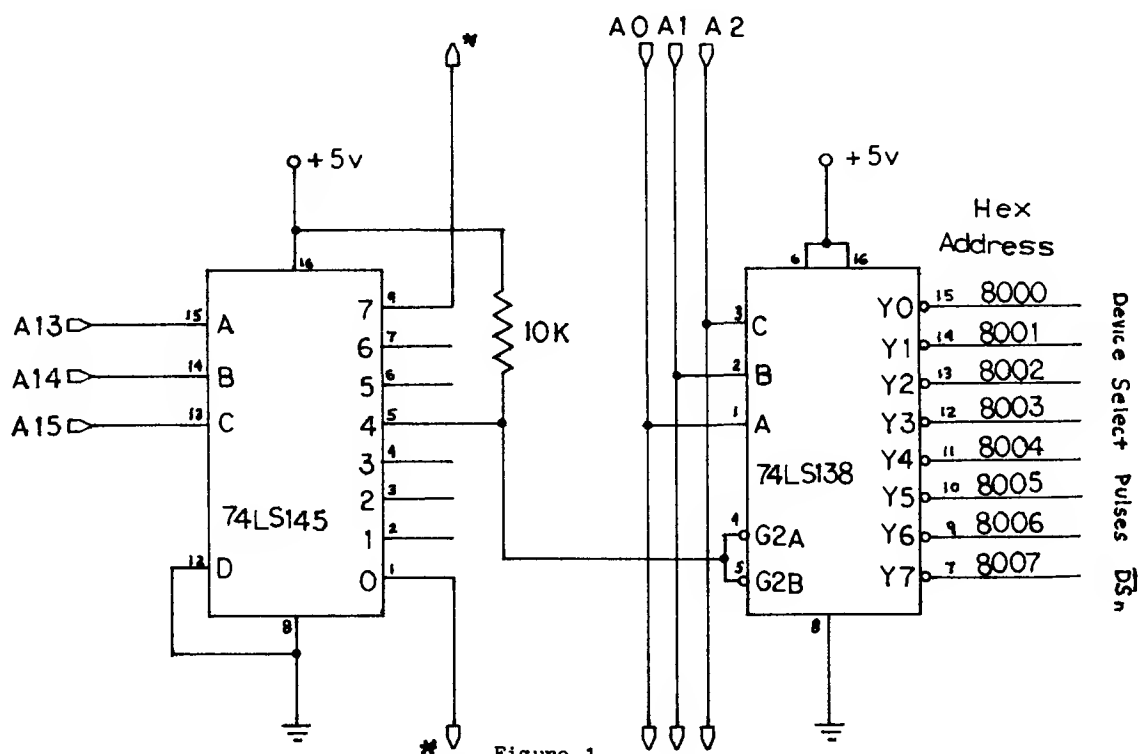 A0 A1 A2
*
+5v
+5v
Hex
Address
16
6
16
A13
15
A
7
9
A14
14
B
6
7
A15
13
C
5
6
4
5
3
4
2
3
1
2
0
1
74LS145
12
D
8
10K
3
C
2
B
1
A
74LS138
4
G2A
5
G2B
8
Y0
15
8000
Y1
14
8001
Y2
13
8002
Y3
12
8003
Y4
11
8004
Y5
10
8005
Y6
9
8006
Y7
7
8007
Device Select Pulses D̅S̅n
*
Figure 1